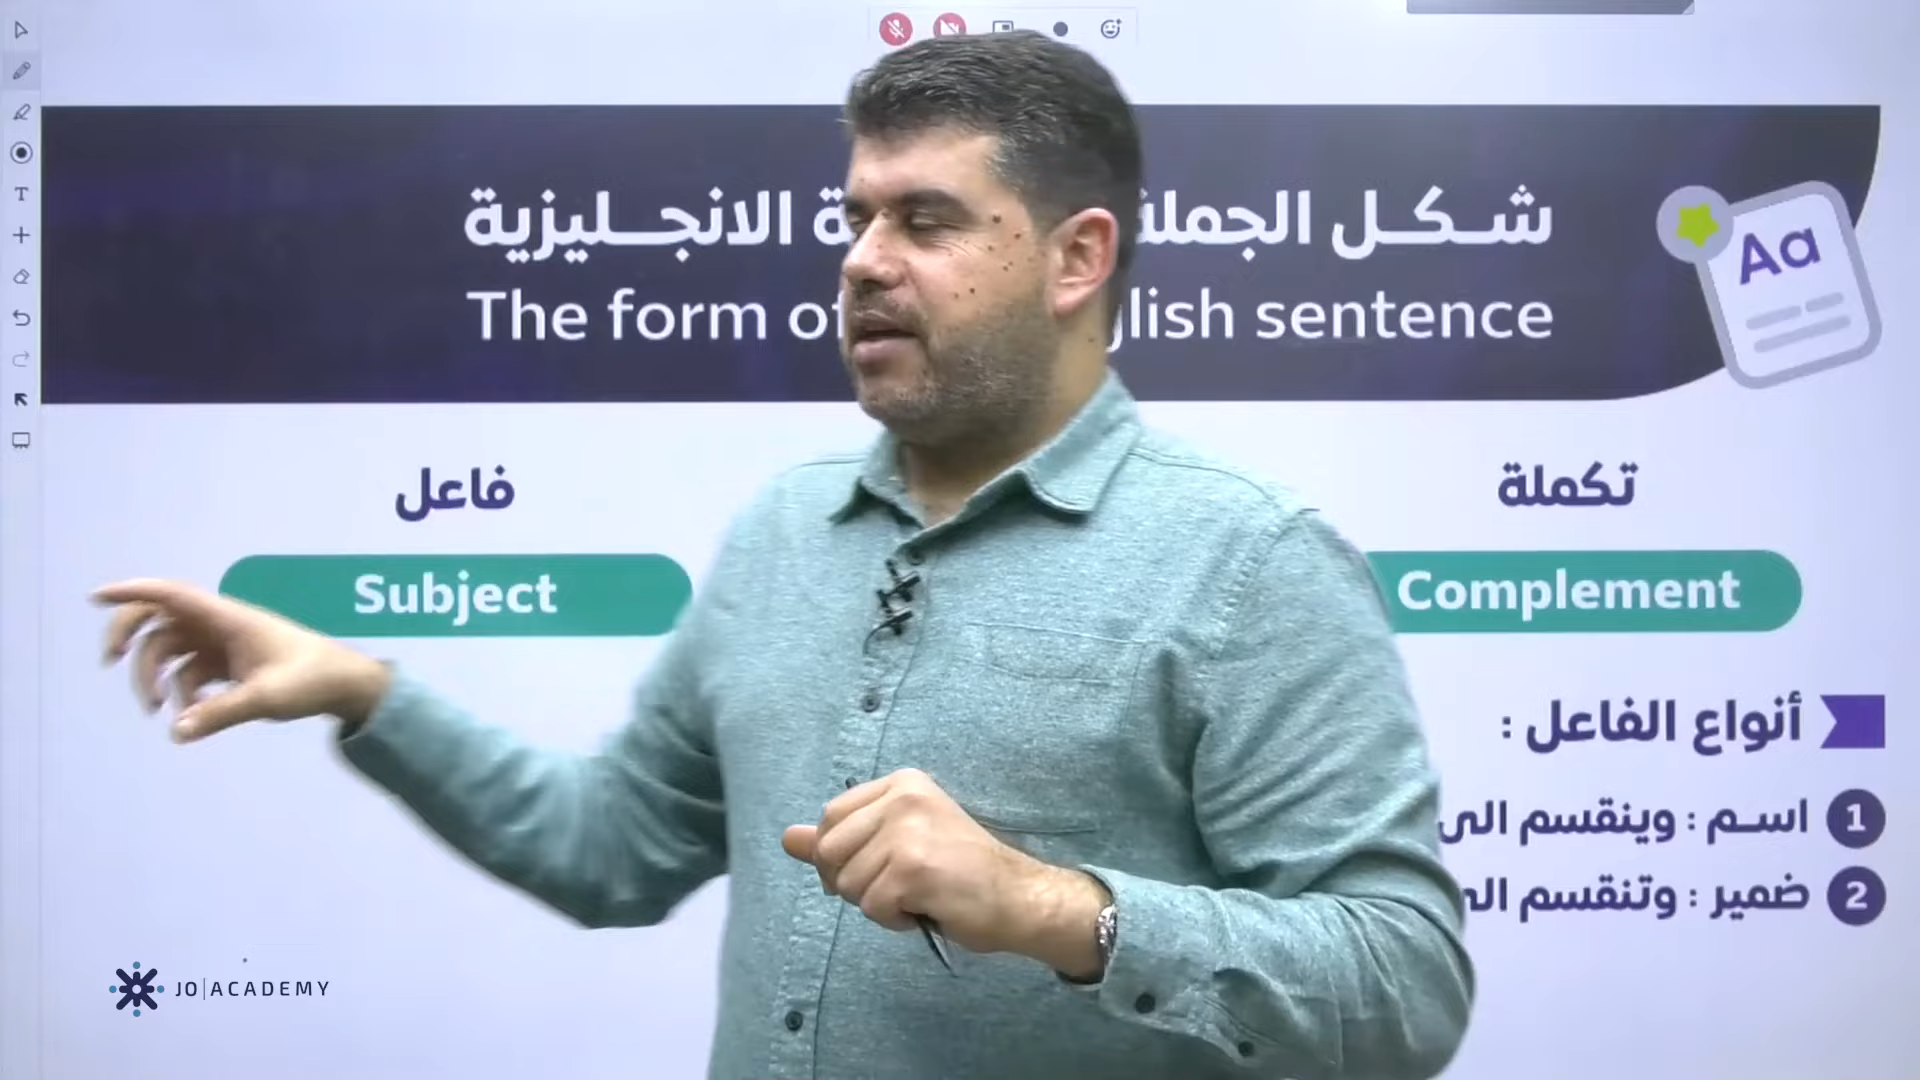 شكل الجملة الانجليزية
The form of glish sentence
فاعل
تكملة
Subject
Complement
أنواع الفاعل :
1 اسم : وينقسم الى
2 ضمير : وتنقسم الى
Aa
T
JO|ACADEMY